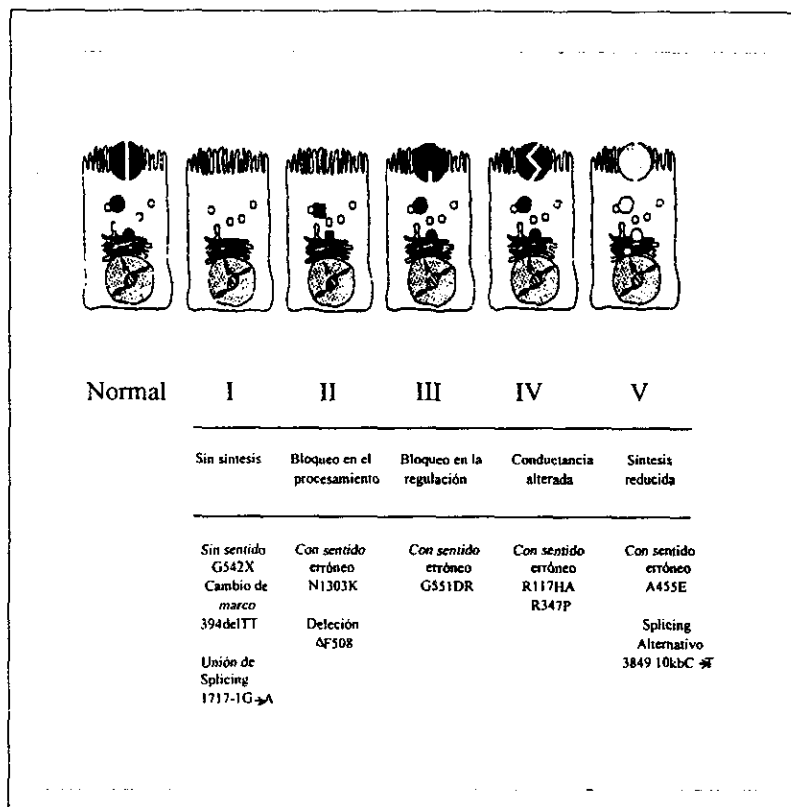 Normal I II III IV V
Sin sintesis
Bloqueo en el
procesamiento
Bloqueo en la
regulación
Conductancia
alterada
Sintesis
reducida
Sin sentido
G542X
Cambio de
marco
394delTT
Unión de
Splicing
1717-1G→A
Con sentido
erróneo
N1303K
Deleción
ΔF508
Con sentido
erróneo
G551DR
Con sentido
erróneo
R117HA
R347P
Con sentido
erróneo
A455E
Splicing
Alternativo
3849 10kbC →T